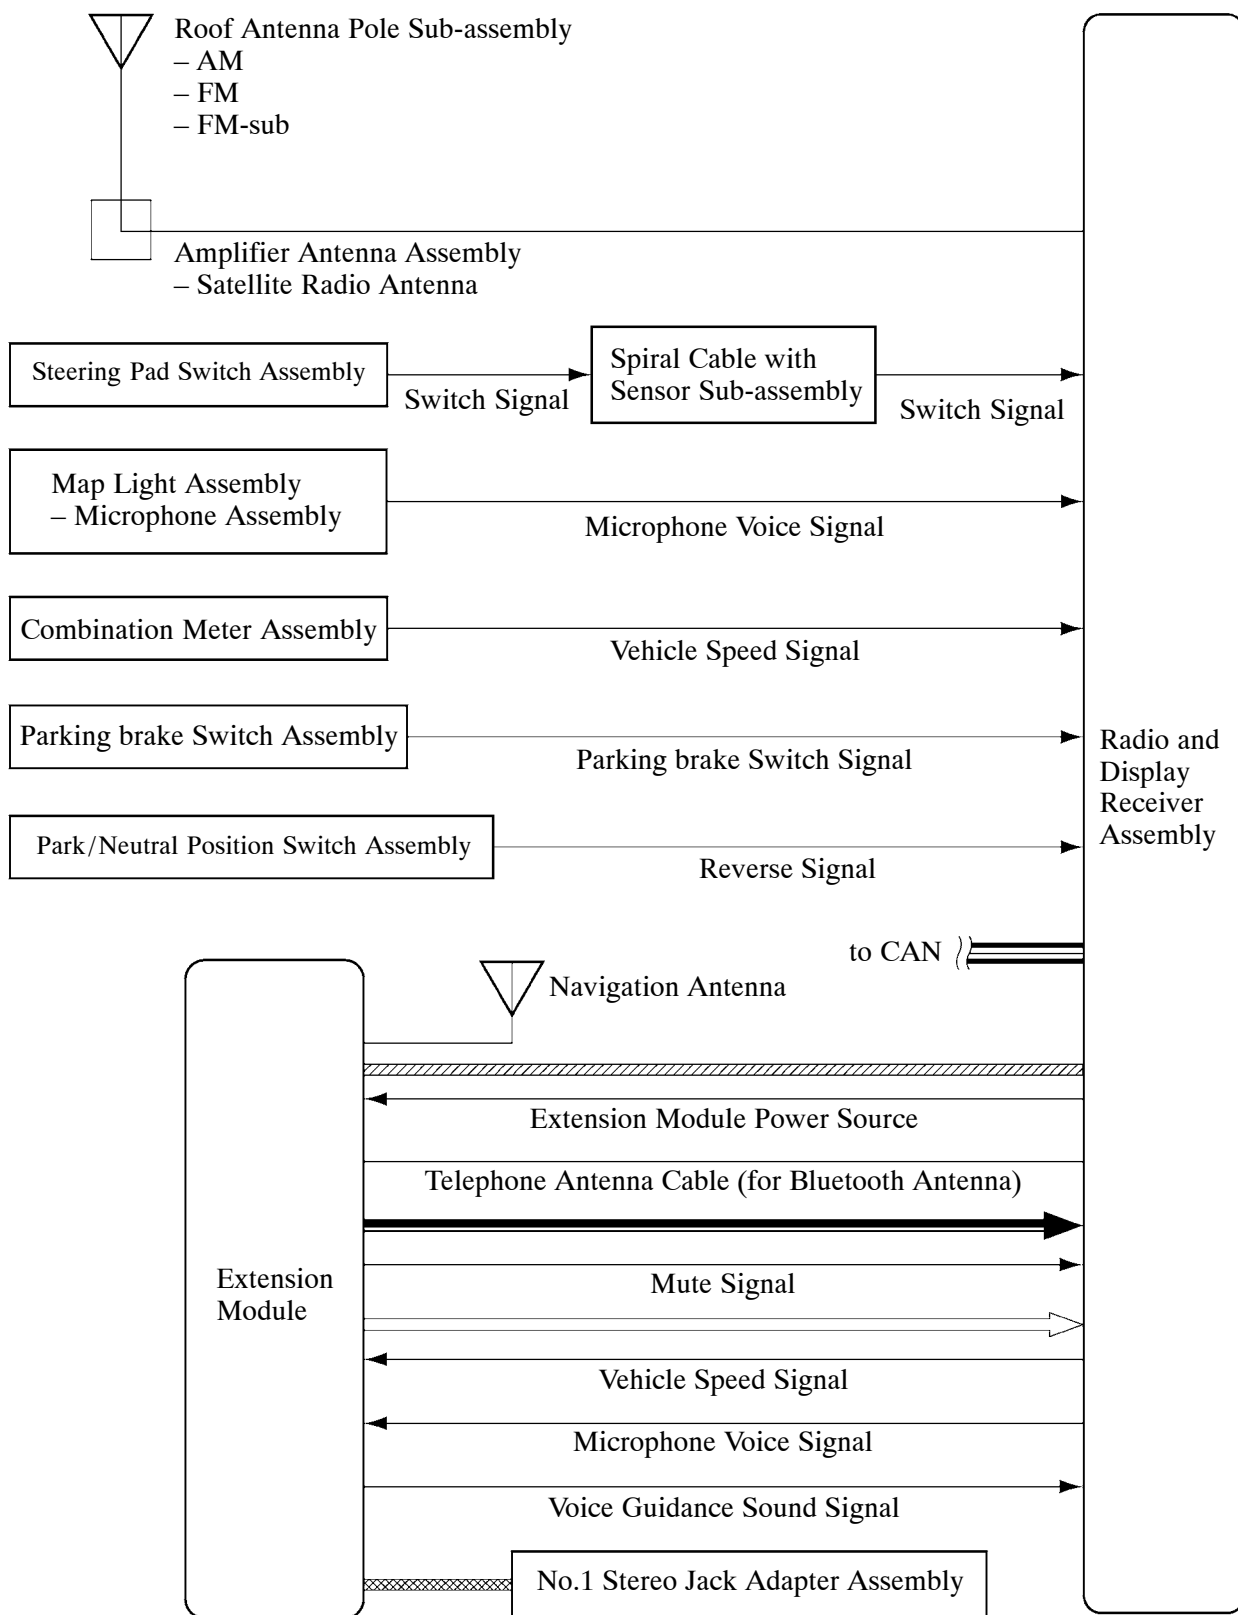 Roof Antenna Pole Sub-assembly
– AM
– FM
– FM-sub
Amplifier Antenna Assembly
– Satellite Radio Antenna
Steering Pad Switch Assembly
Switch Signal
Spiral Cable with
Sensor Sub-assembly
Switch Signal
Map Light Assembly
– Microphone Assembly
Microphone Voice Signal
Combination Meter Assembly
Vehicle Speed Signal
Parking brake Switch Assembly
Parking brake Switch Signal
Park/Neutral Position Switch Assembly
Reverse Signal
Radio and
Display
Receiver
Assembly
to CAN
Navigation Antenna
Extension Module Power Source
Telephone Antenna Cable (for Bluetooth Antenna)
Extension
Module
Mute Signal
Vehicle Speed Signal
Microphone Voice Signal
Voice Guidance Sound Signal
No.1 Stereo Jack Adapter Assembly